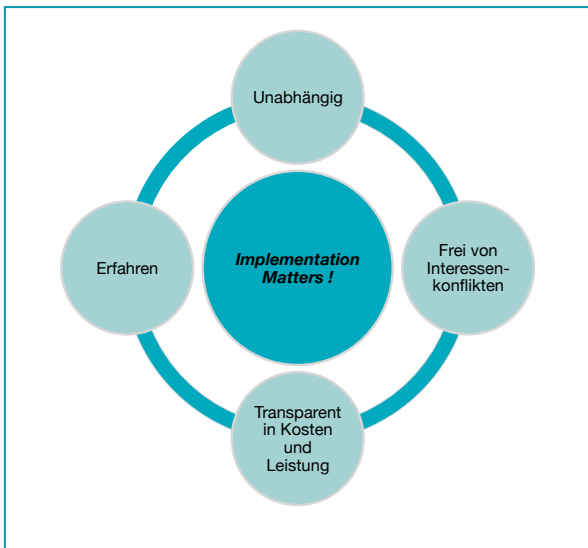 Unabhängig
Erfahren
Implementation
Matters !
Frei von
Interessen-
konflikten
Transparent
in Kosten
und
Leistung